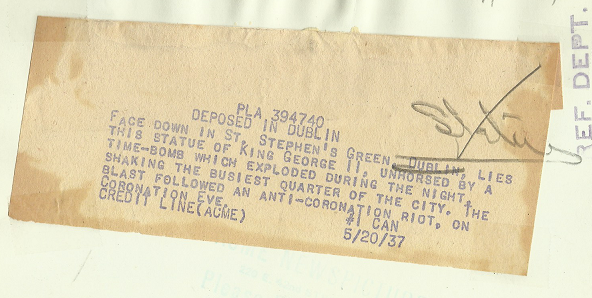 PLA 394740
DEPOSED IN DUBLIN
FACE DOWN IN ST. STEPHEN'S GREEN, DUBLIN, LIES
THIS STATUE OF KING GEORGE II, UNHORSED BY A
TIME-BOMB WHICH EXPLODED DURING THE NIGHT,
SHAKING THE BUSIEST QUARTER OF THE CITY. THE
BLAST FOLLOWED AN ANTI-CORONATION RIOT, ON
CORONATION EVE.
CREDIT LINE(ACME) #1 CAN
5/20/37
REF. DEPT.